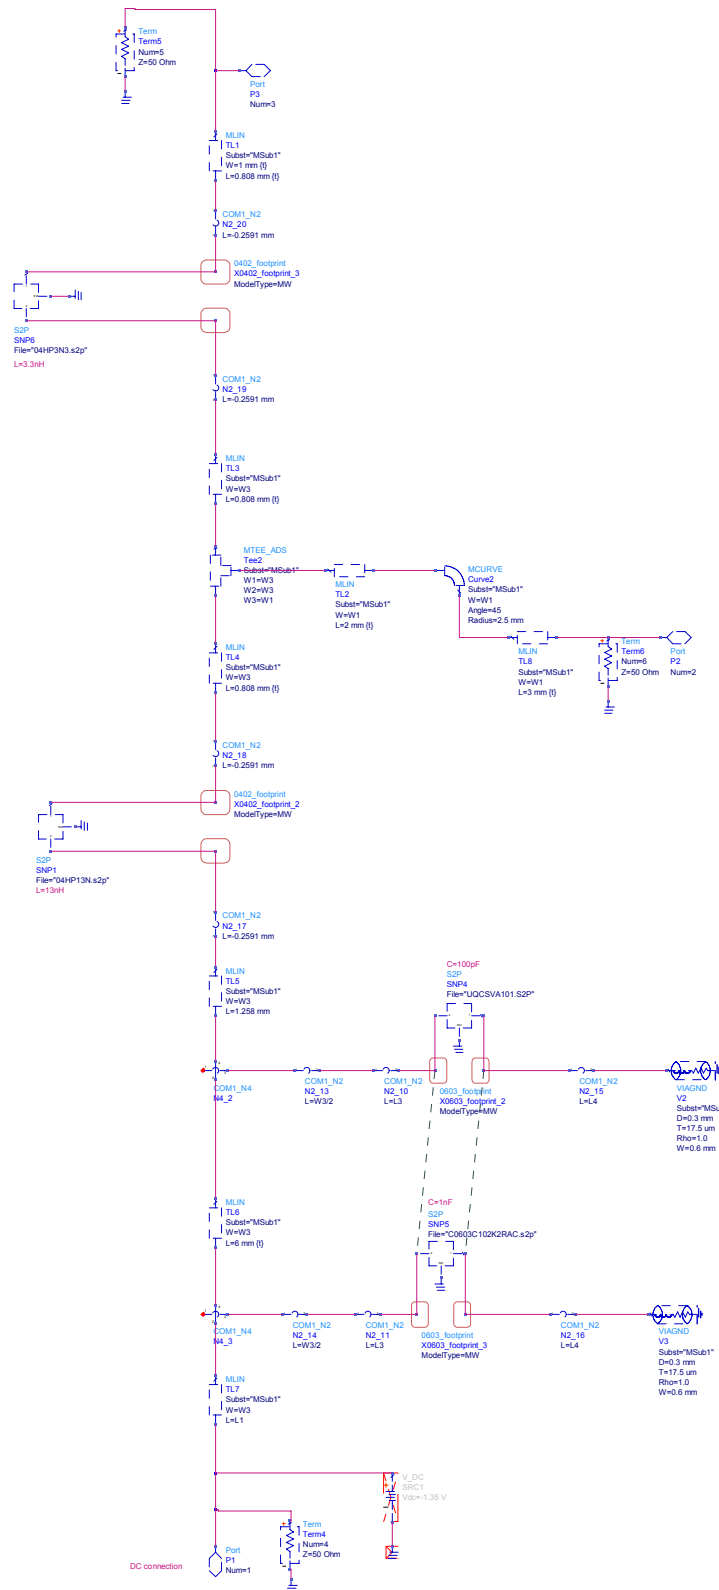 Term
Term5
Num=5
Z=50 Ohm
Port
P3
Num=3
MLIN
TL1
Subst="MSub1"
W=1 mm {t}
L=0.808 mm {t}
COM1_N2
N2_20
L=-0.2591 mm
0402_footprint
X0402_footprint_3
ModelType=MW
S2P
SNP6
File="04HP3N3.s2p"
L=3.3nH
COM1_N2
N2_19
L=-0.2591 mm
MLIN
TL3
Subst="MSub1"
W=W3
L=0.808 mm {t}
MTEE_ADS
Tee2
Subst="MSub1"
W1=W3
W2=W3
W3=W1
MLIN
TL2
Subst="MSub1"
W=W1
L=2 mm {t}
MCURVE
Curve2
Subst="MSub1"
W=W1
Angle=45
Radius=2.5 mm
MLIN
TL8
Subst="MSub1"
W=W1
L=3 mm {t}
Term
Term6
Num=6
Z=50 Ohm
Port
P2
Num=2
MLIN
TL4
Subst="MSub1"
W=W3
L=0.808 mm {t}
COM1_N2
N2_18
L=-0.2591 mm
0402_footprint
X0402_footprint_2
ModelType=MW
S2P
SNP1
File="04HP13N.s2p"
L=13nH
COM1_N2
N2_17
L=-0.2591 mm
MLIN
TL5
Subst="MSub1"
W=W3
L=1.258 mm
C=100pF
S2P
SNP4
File="UQCSVA101.S2P"
COM1_N4
N4_2
COM1_N2
N2_13
L=W3/2
COM1_N2
N2_10
L=L3
0603_footprint
X0603_footprint_2
ModelType=MW
COM1_N2
N2_15
L=L4
VIAGND
V2
Subst="MSu
D=0.3 mm
T=17.5 um
Rho=1.0
W=0.6 mm
MLIN
TL6
Subst="MSub1"
W=W3
L=6 mm {t}
C=1nF
S2P
SNP5
File="C0603C102K2RAC.s2p"
COM1_N4
N4_3
COM1_N2
N2_14
L=W3/2
COM1_N2
N2_11
L=L3
0603_footprint
X0603_footprint_3
ModelType=MW
COM1_N2
N2_16
L=L4
VIAGND
V3
Subst="MSub1"
D=0.3 mm
T=17.5 um
Rho=1.0
W=0.6 mm
MLIN
TL7
Subst="MSub1"
W=W3
L=L1
V_DC
SRC1
Vdc=-1.35 V
Term
Term4
Num=4
Z=50 Ohm
DC connection
Port
P1
Num=1